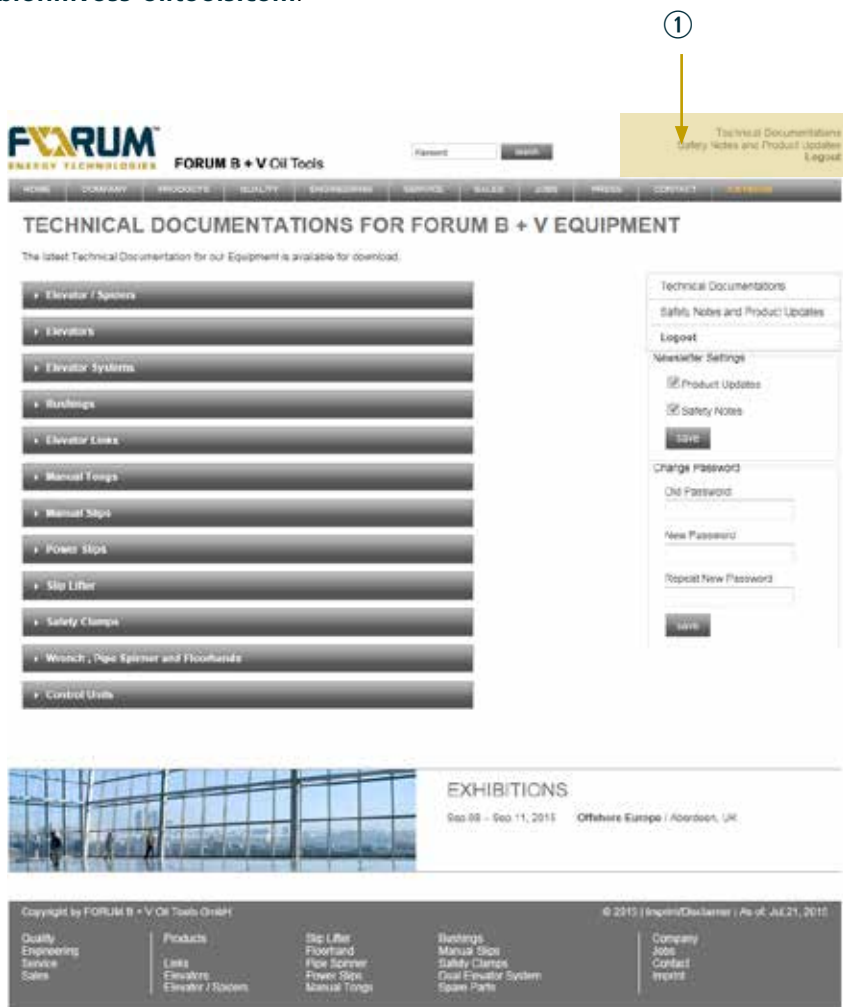 ①
FORUM™
ENERGY TECHNOLOGIES
FORUM B + V Oil Tools
Keyword
search
Technical Documentations
Safety Notes and Product Updates
Logout
HOME COMPANY PRODUCTS QUALITY ENGINEERING SERVICE SALES JOBS PRESS CONTACT
TECHNICAL DOCUMENTATIONS FOR FORUM B + V EQUIPMENT
The latest Technical Documentation for our Equipment is available for download.
Elevator / Spiders
Elevators
Elevator Systems
Bushings
Elevator Links
Manual Tongs
Manual Slips
Power Slips
Slip Lifter
Safety Clamps
Wrench , Pipe Spinner and Floorhands
Control Units
Technical Documentations
Safety Notes and Product Updates
Logout
Newsletter Settings
Product Updates
Safety Notes
save
Change Password
Old Password
New Password
Repeat New Password
save
EXHIBITIONS
Sep 08 - Sep 11, 2015 Offshore Europe / Aberdeen, UK
Copyright by FORUM B + V Oil Tools GmbH
© 2015 | Imprint/Disclaimer | As of: Jul,21, 2015
Quality
Engineering
Service
Sales
Products
Links
Elevators
Elevator / Spiders
Slip Lifter
Floorhand
Pipe Spinner
Power Slips
Manual Tongs
Bushings
Manual Slips
Safety Clamps
Dual Elevator System
Spare Parts
Company
Jobs
Contact
Imprint